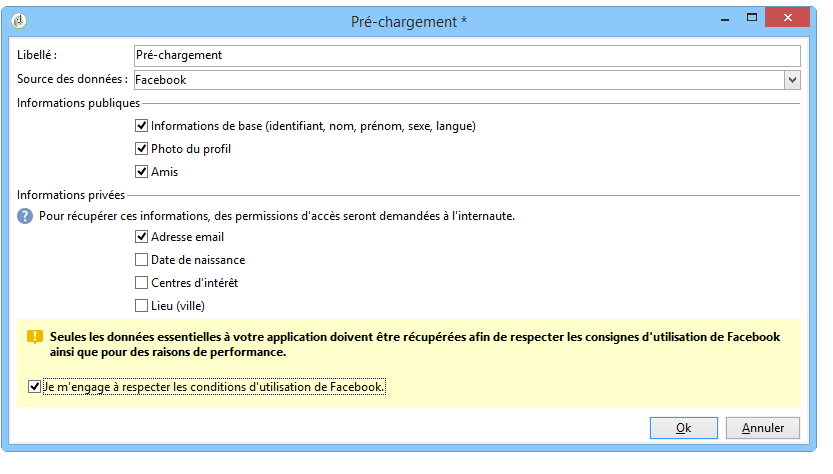 Pré-chargement *
Libellé : Pré-chargement
Source des données : Facebook
Informations publiques
Informations de base (identifiant, nom, prénom, sexe, langue)
Photo du profil
Amis
Informations privées
? Pour récupérer ces informations, des permissions d'accès seront demandées à l'internaute.
Adresse email
Date de naissance
Centres d'intérêt
Lieu (ville)
! Seules les données essentielles à votre application doivent être récupérées afin de respecter les consignes d'utilisation de Facebook
ainsi que pour des raisons de performance.
Je m'engage à respecter les conditions d'utilisation de Facebook.
Ok Annuler